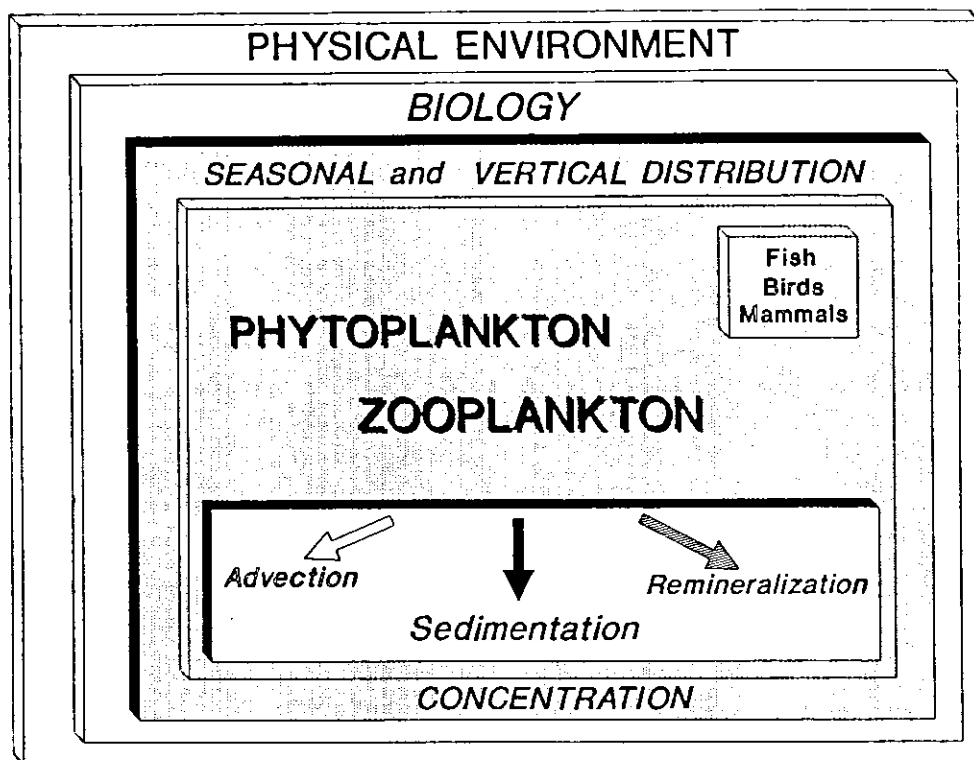 PHYSICAL ENVIRONMENT
BIOLOGY
SEASONAL and VERTICAL DISTRIBUTION
Fish
Birds
Mammals
PHYTOPLANKTON
ZOOPLANKTON
Advection
Remineralization
Sedimentation
CONCENTRATION